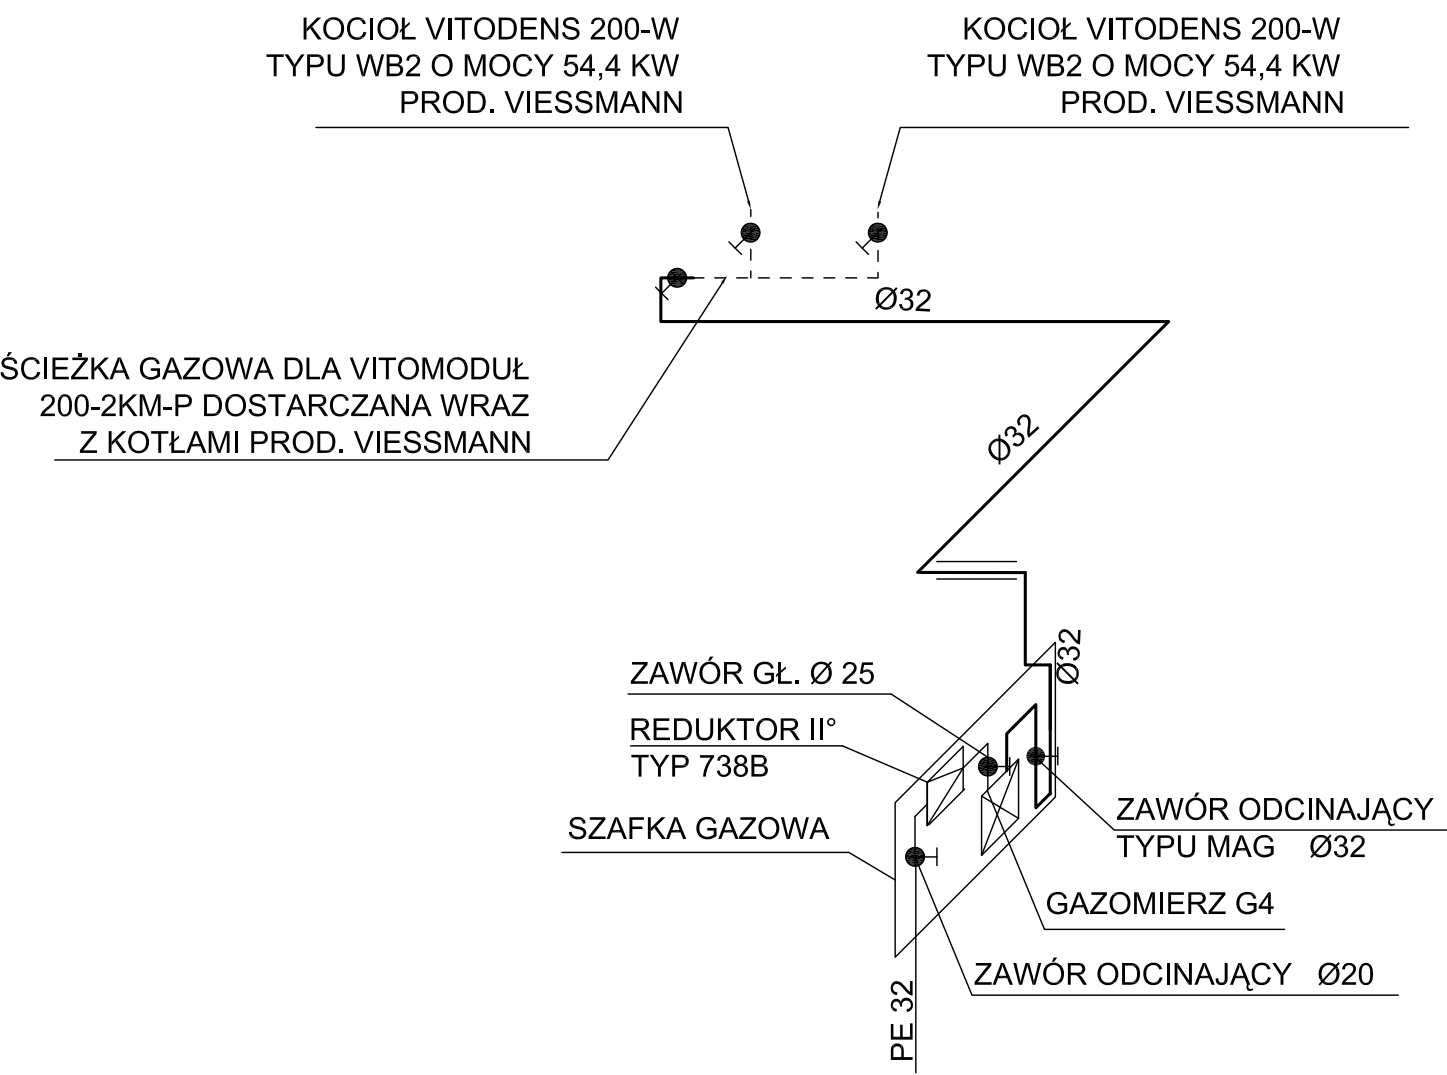 KOCIOŁ VITODENS 200-W
TYPU WB2 O MOCY 54,4 KW
PROD. VIESSMANN
KOCIOŁ VITODENS 200-W
TYPU WB2 O MOCY 54,4 KW
PROD. VIESSMANN
Ø32
ŚCIEŻKA GAZOWA DLA VITOMODUŁ
200-2KM-P DOSTARCZANA WRAZ
Z KOTŁAMI PROD. VIESSMANN
Ø32
Ø32
ZAWÓR GŁ. Ø 25
REDUKTOR II°
TYP 738B
SZAFKA GAZOWA
ZAWÓR ODCINAJĄCY
TYPU MAG Ø32
GAZOMIERZ G4
ZAWÓR ODCINAJĄCY Ø20
PE 32